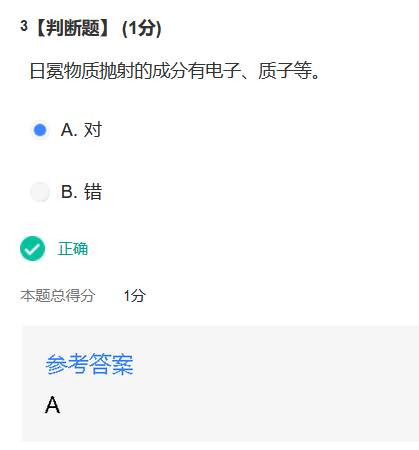 3【判断题】 (1分)
日冕物质抛射的成分有电子、质子等。
A. 对
B. 错
正确
本题总得分 1分
参考答案
A